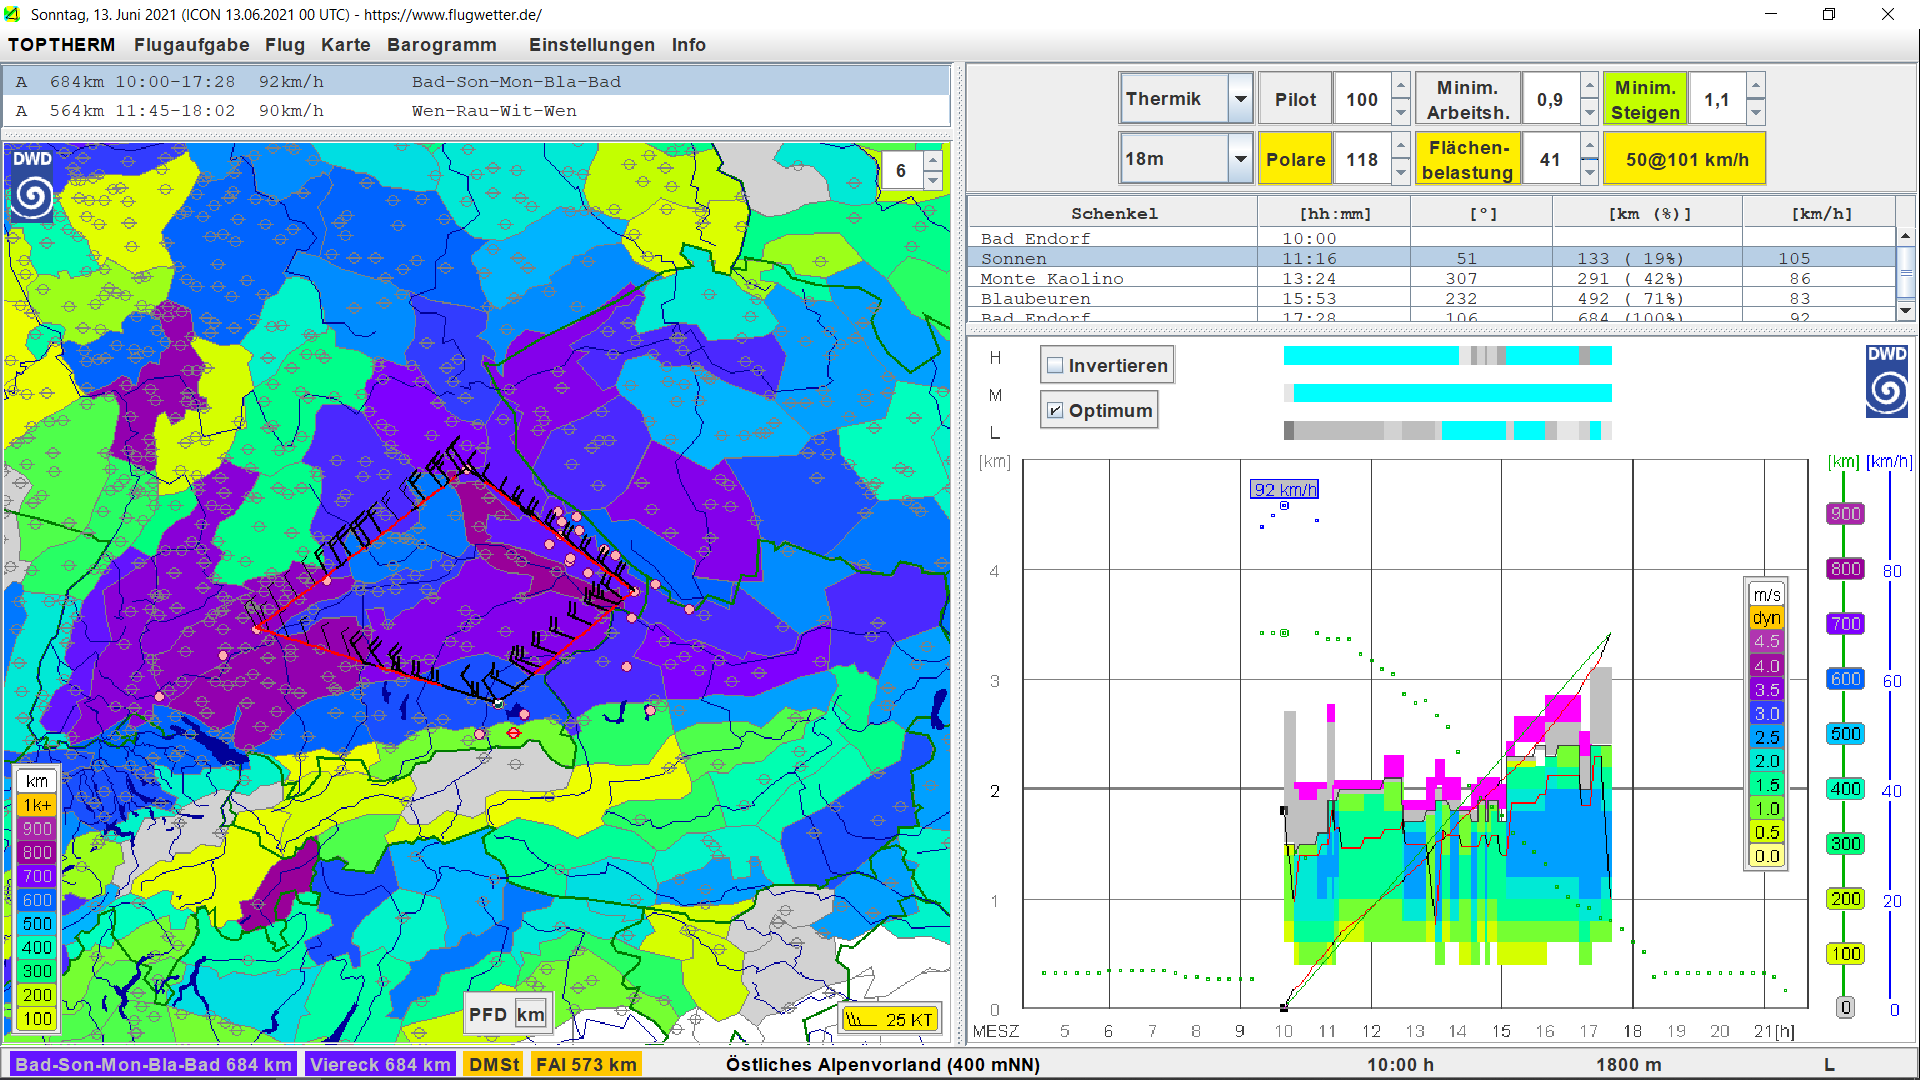 Sonntag, 13. Juni 2021 (ICON 13.06.2021 00 UTC) - https://www.flugwetter.de/
TOPTHERM Flugaufgabe Flug Karte Barogramm Einstellungen Info
A 684km 10:00-17:28 92km/h Bad-Son-Mon-Bla-Bad
A 564km 11:45-18:02 90km/h Wen-Rau-Wit-Wen
DWD
6
km
1k+
900
800
700
600
500
400
300
200
100
PFD km
25 KT
Thermik Pilot 100 Minim. Arbeitsh. 0,9 Minim. Steigen 1,1
18m Polare 118 Flächen-belastung 41 50@101 km/h
Schenkel [hh:mm] [°] [km (%)] [km/h]
Bad Endorf 10:00
Sonnen 11:16 51 133 ( 19%) 105
Monte Kaolino 13:24 307 291 ( 42%) 86
Blaubeuren 15:53 232 492 ( 71%) 83
Bad Endorf 17:28 106 684 (100%) 92
H
M
L
Invertieren
Optimum
DWD
[km]
4
3
2
1
0
92 km/h
[km] [km/h]
900
800 80
700
600 60
500
400 40
300
200 20
100
0 0
m/s
dyn
4.5
4.0
3.5
3.0
2.5
2.0
1.5
1.0
0.5
0.0
MESZ 5 6 7 8 9 10 11 12 13 14 15 16 17 18 19 20 21 [h]
Bad-Son-Mon-Bla-Bad 684 km Viereck 684 km DMSt FAI 573 km Östliches Alpenvorland (400 mNN) 10:00 h 1800 m L